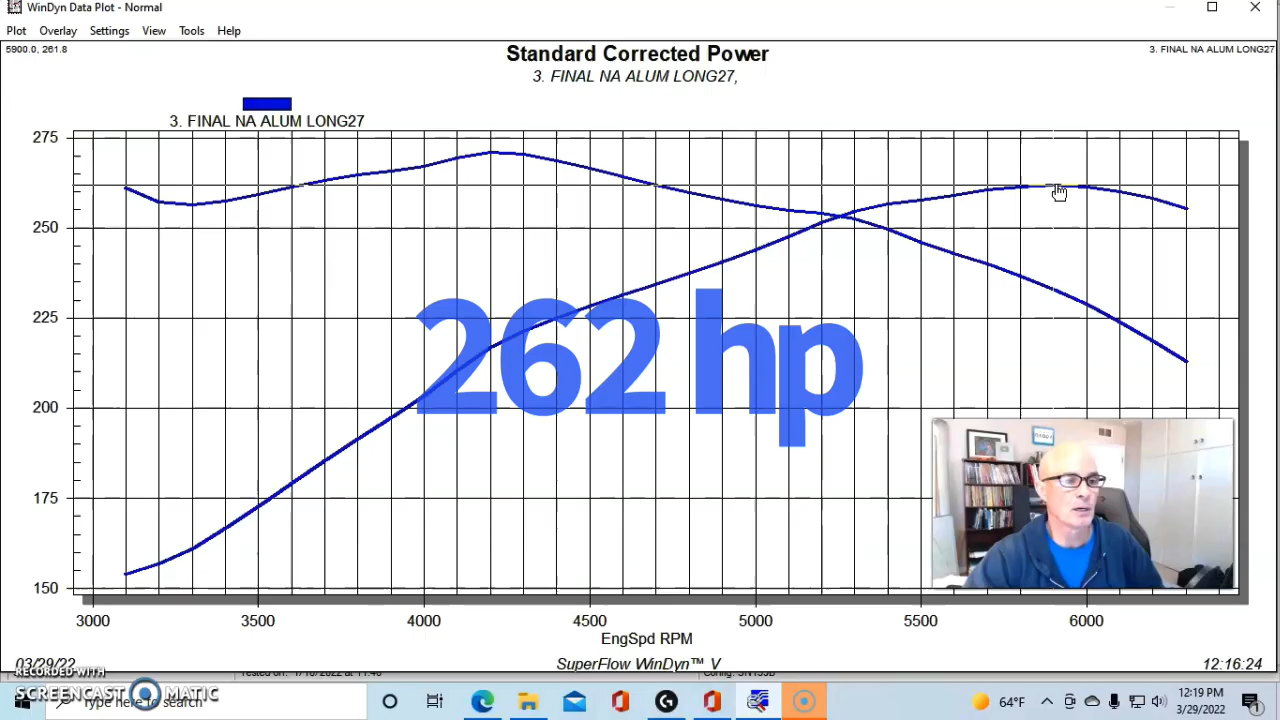 WinDyn Data Plot - Normal
Plot Overlay Settings View Tools Help
5900.0, 261.8
Standard Corrected Power
3. FINAL NA ALUM LONG27
3. FINAL NA ALUM LONG27,
3. FINAL NA ALUM LONG27
275
250
225
200
175
150
262 hp
3000 3500 4000 4500 5000 5500 6000
EngSpd RPM
03/29/22
SuperFlow WinDyn™ V
12:16:24
RECORDED WITH
SCREENCAST MATIC
Type here to search
64°F
12:19 PM
3/29/2022
1